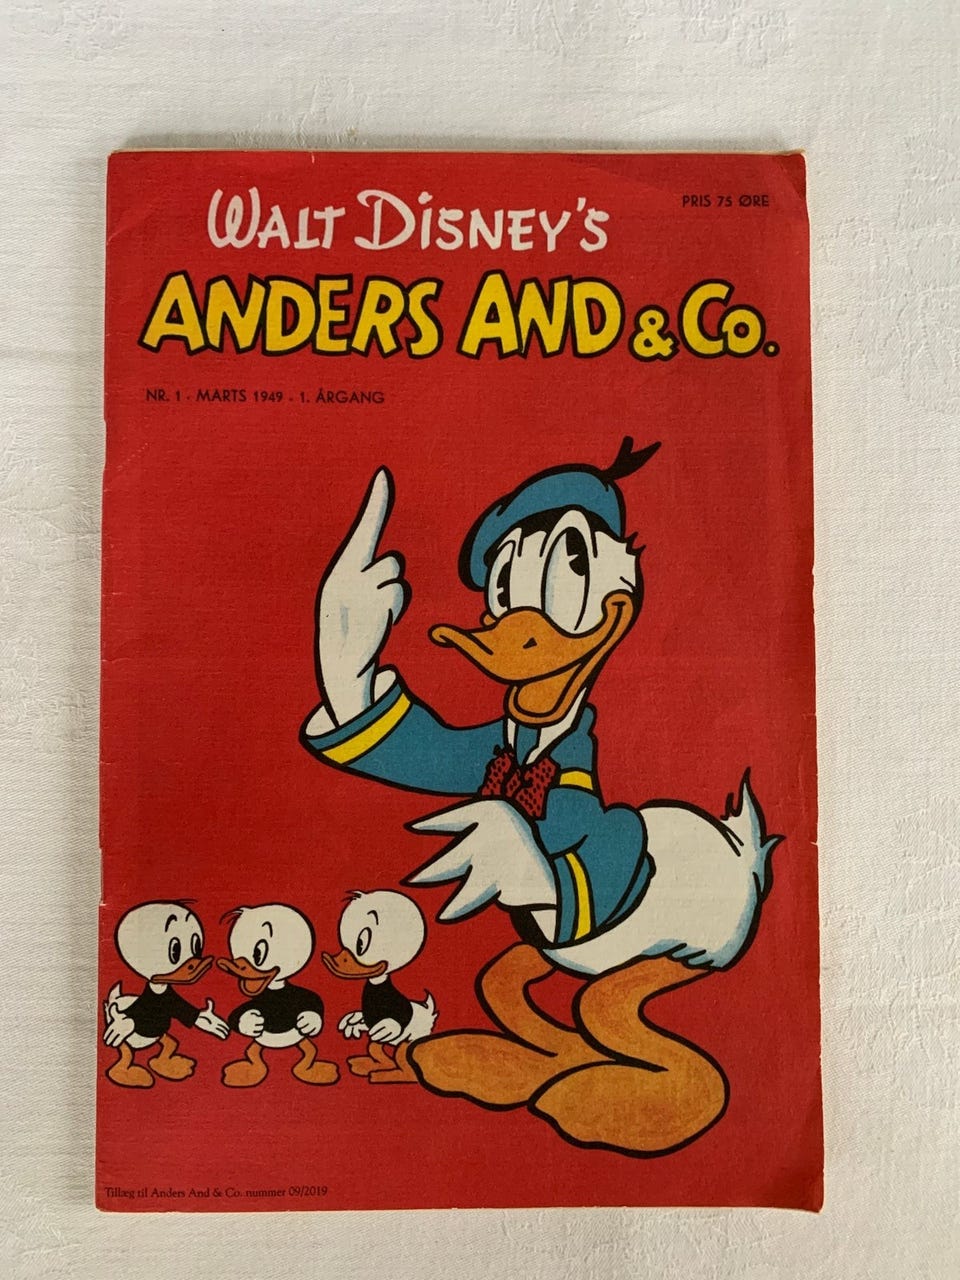 WALT DISNEY'S
PRIS 75 ØRE
ANDERS AND & CO.
NR. 1 - MARTS 1949 - 1. ÅRGANG
Tillæg til Anders And & Co. nummer 09/2019